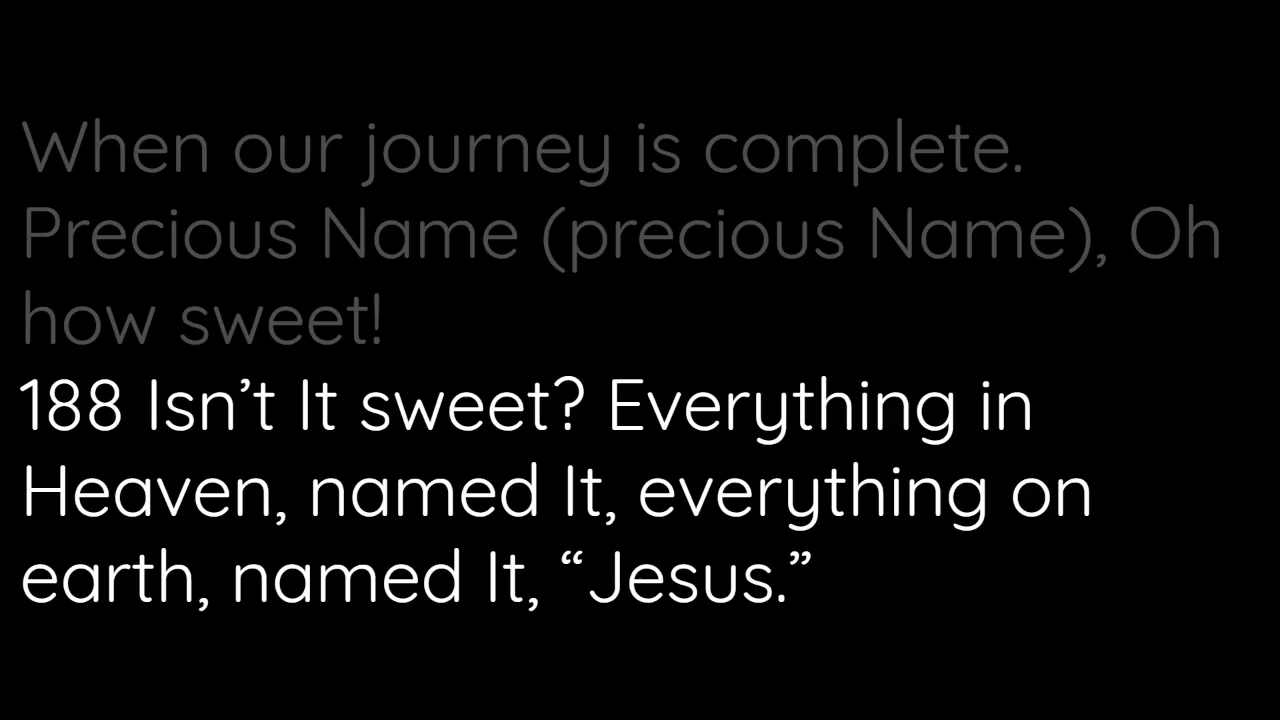 When our journey is complete.
Precious Name (precious Name), Oh
how sweet!
188 Isn’t It sweet? Everything in
Heaven, named It, everything on
earth, named It, “Jesus.”